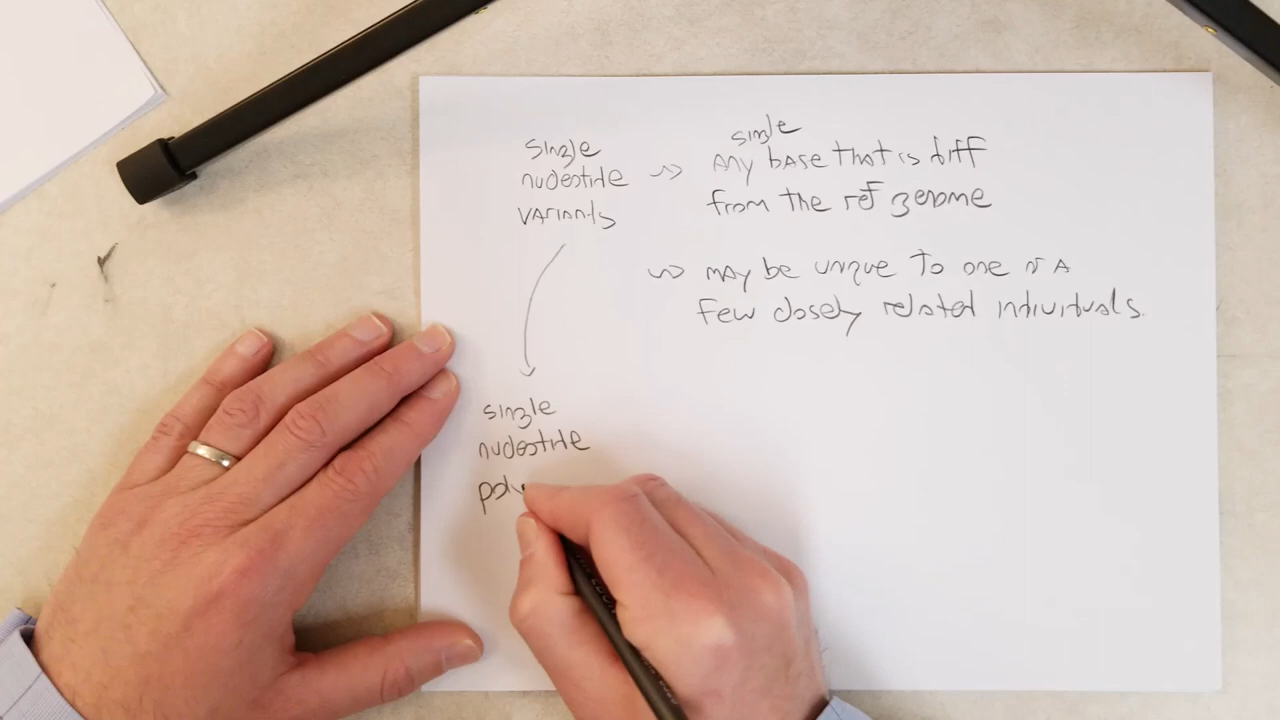 single
nucleotide
variants
→ any single base that is diff
from the ref genome
→ may be unique to one or a
few closely related individuals.
single
nucleotide
poly